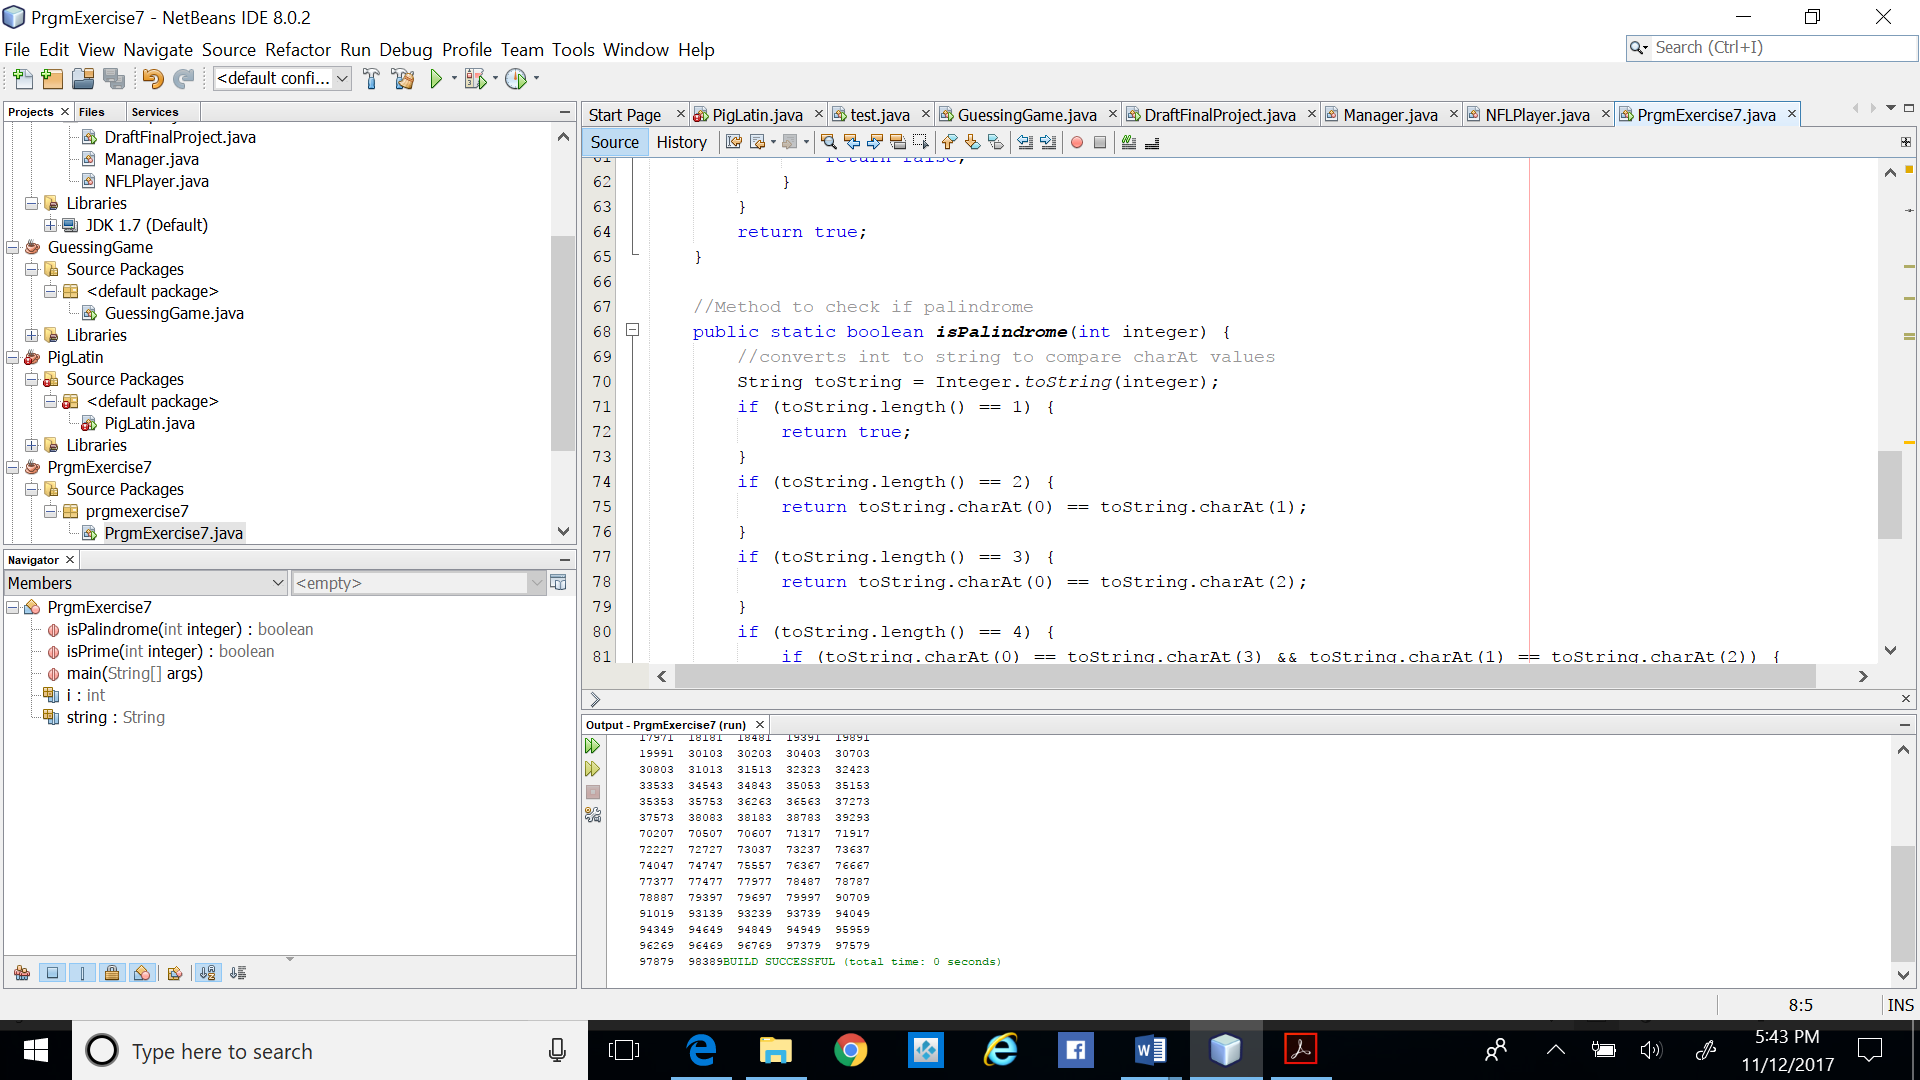 PrgmExercise7 - NetBeans IDE 8.0.2
File Edit View Navigate Source Refactor Run Debug Profile Team Tools Window Help
Search (Ctrl+I)
<default confi...
Projects Files Services
DraftFinalProject.java
Manager.java
NFLPlayer.java
Libraries
JDK 1.7 (Default)
GuessingGame
Source Packages
<default package>
GuessingGame.java
Libraries
PigLatin
Source Packages
<default package>
PigLatin.java
Libraries
PrgmExercise7
Source Packages
prgmexercise7
PrgmExercise7.java
Navigator
Members
<empty>
PrgmExercise7
isPalindrome(int integer) : boolean
isPrime(int integer) : boolean
main(String[] args)
i : int
string : String
Start Page PigLatin.java test.java GuessingGame.java DraftFinalProject.java Manager.java NFLPlayer.java PrgmExercise7.java
Source History
61 return false;
62 }
63 }
64 return true;
65 }
66
67 //Method to check if palindrome
68 public static boolean isPalindrome(int integer) {
69 //converts int to string to compare charAt values
70 String toString = Integer.toString(integer);
71 if (toString.length() == 1) {
72 return true;
73 }
74 if (toString.length() == 2) {
75 return toString.charAt(0) == toString.charAt(1);
76 }
77 if (toString.length() == 3) {
78 return toString.charAt(0) == toString.charAt(2);
79 }
80 if (toString.length() == 4) {
81 if (toString.charAt(0) == toString.charAt(3) && toString.charAt(1) == toString.charAt(2)) {
Output - PrgmExercise7 (run)
17971 18181 18481 19391 19891
19991 30103 30203 30403 30703
30803 31013 31513 32323 32423
33533 34543 34843 35053 35153
35353 35753 36263 36563 37273
37573 38083 38183 38783 39293
70207 70507 70607 71317 71917
72227 72727 73037 73237 73637
74047 74747 75557 76367 76667
77377 77477 77977 78487 78787
78887 79397 79697 79997 90709
91019 93139 93239 93739 94049
94349 94649 94849 94949 95959
96269 96469 96769 97379 97579
97879 98389BUILD SUCCESSFUL (total time: 0 seconds)
8:5 INS
Type here to search
5:43 PM
11/12/2017